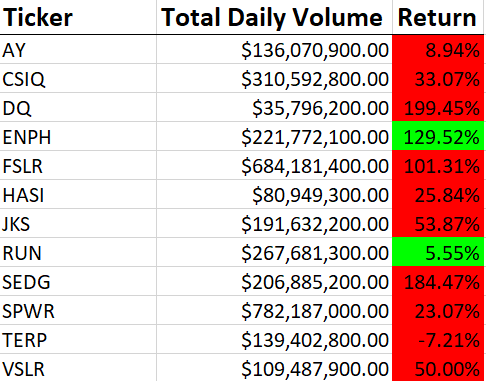 Ticker Total Daily Volume Return
AY $136,070,900.00 8.94%
CSIQ $310,592,800.00 33.07%
DQ $35,796,200.00 199.45%
ENPH $221,772,100.00 129.52%
FSLR $684,181,400.00 101.31%
HASI $80,949,300.00 25.84%
JKS $191,632,200.00 53.87%
RUN $267,681,300.00 5.55%
SEDG $206,885,200.00 184.47%
SPWR $782,187,000.00 23.07%
TERP $139,402,800.00 -7.21%
VSLR $109,487,900.00 50.00%